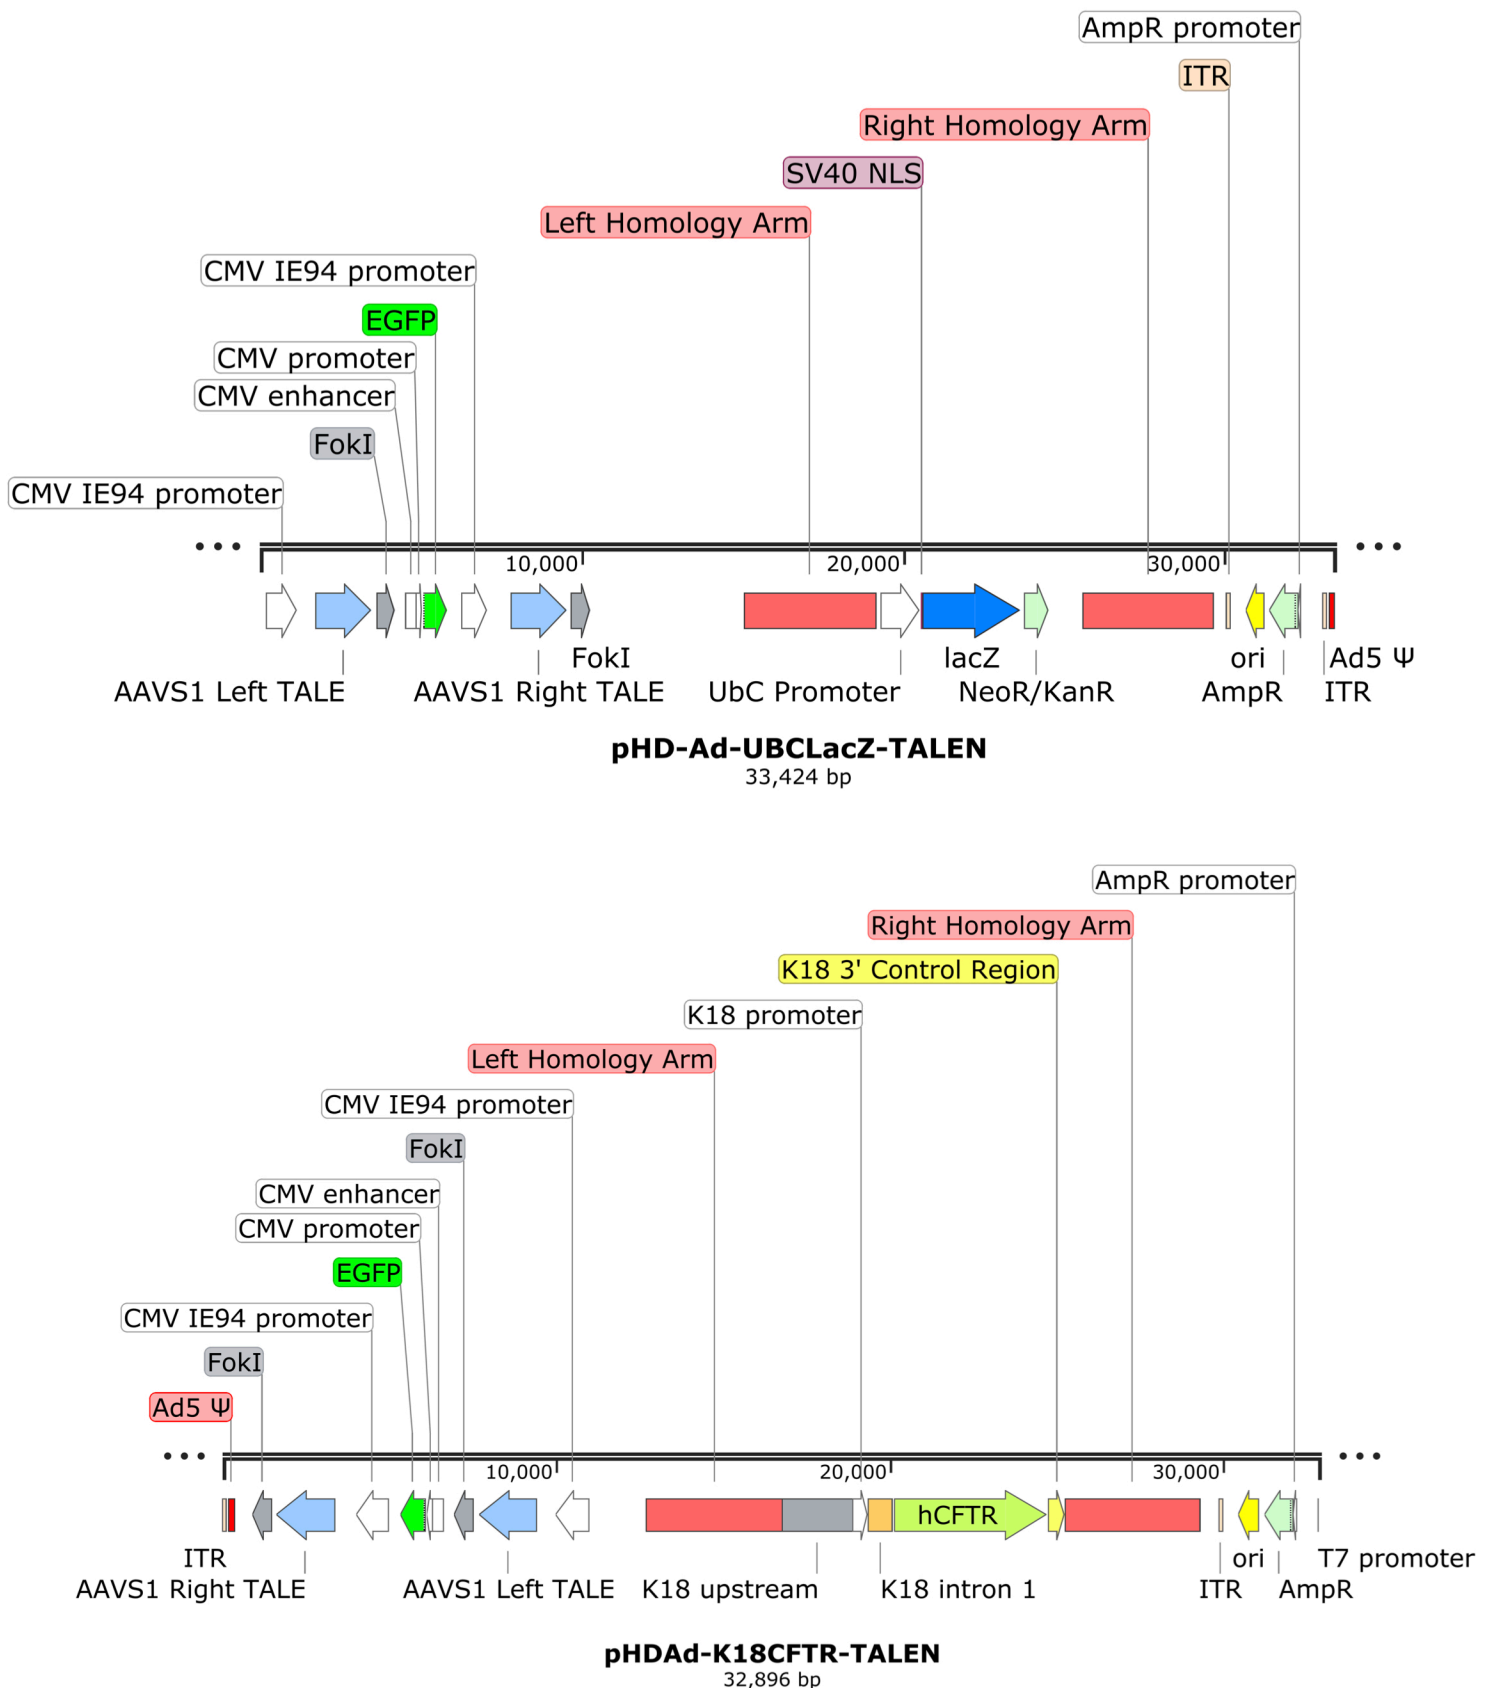 AmpR promoter
ITR
Right Homology Arm
SV40 NLS
Left Homology Arm
CMV IE94 promoter
EGFP
CMV promoter
CMV enhancer
FokI
CMV IE94 promoter
10,000 20,000 30,000
FokI lacZ ori Ad5 Ψ
AAVS1 Left TALE AAVS1 Right TALE UbC Promoter NeoR/KanR AmpR ITR
pHD-Ad-UBCLacZ-TALEN
33,424 bp
AmpR promoter
Right Homology Arm
K18 3' Control Region
K18 promoter
Left Homology Arm
CMV IE94 promoter
FokI
CMV enhancer
CMV promoter
EGFP
CMV IE94 promoter
FokI
Ad5 Ψ
10,000 20,000 30,000
hCFTR
ITR ori T7 promoter
AAVS1 Right TALE AAVS1 Left TALE K18 upstream K18 intron 1 ITR AmpR
pHDAd-K18CFTR-TALEN
32,896 bp